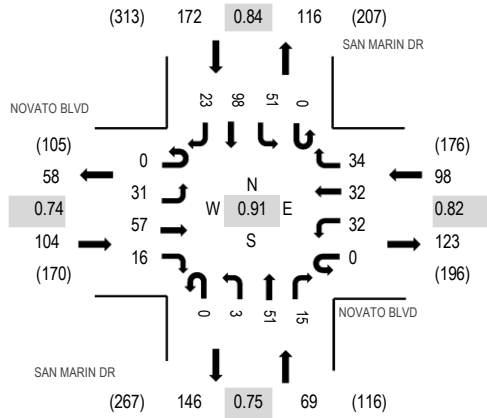 (313) 172 0.84 116 (207)
SAN MARIN DR
NOVATO BLVD
23 98 51 0
(105) (176)
58 0 34 98
31 N 32
0.74 W 0.91 E 0.82
57 S 32
104 16 0 123
(170) (196)
0 3 51 15
NOVATO BLVD
SAN MARIN DR
(267) 146 0.75 69 (116)